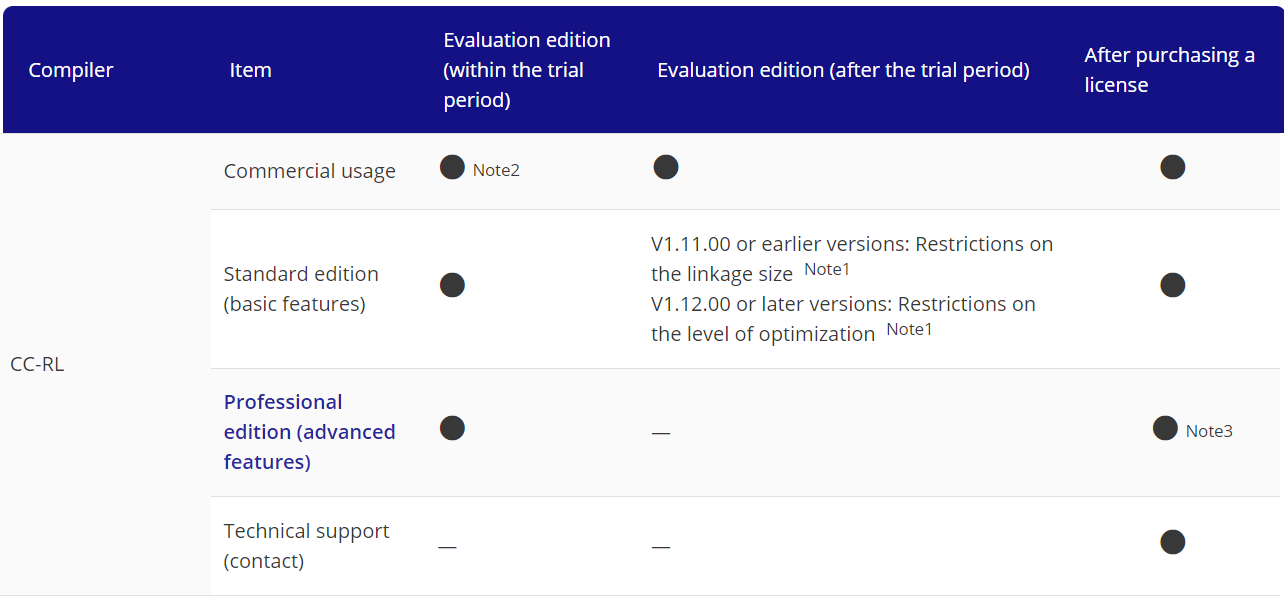 Compiler
Item
Evaluation edition
(within the trial
period)
Evaluation edition (after the trial period)
After purchasing a
license
CC-RL
Commercial usage
● Note2
●
●
Standard edition
(basic features)
●
V1.11.00 or earlier versions: Restrictions on
the linkage size Note1
V1.12.00 or later versions: Restrictions on
the level of optimization Note1
●
Professional
edition (advanced
features)
●
—
● Note3
Technical support
(contact)
—
—
●